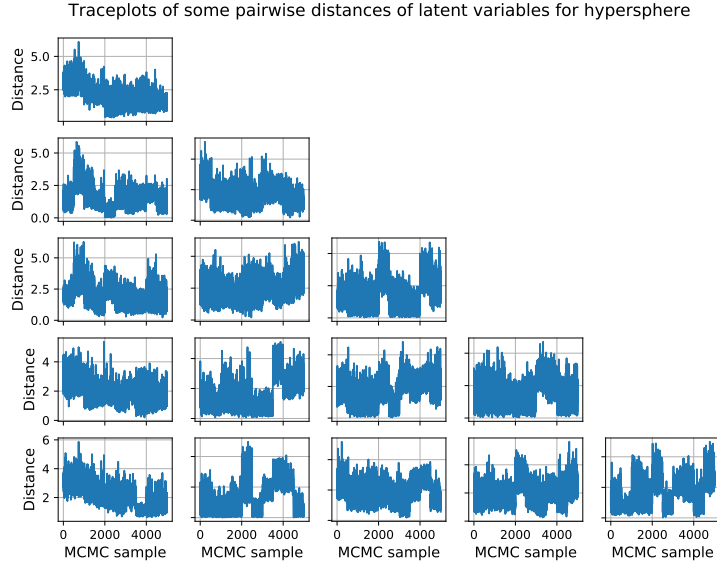 Traceplots of some pairwise distances of latent variables for hypersphere
Distance
5.0
2.5
Distance
5.0
2.5
0.0
Distance
5.0
2.5
0.0
Distance
4
2
0
Distance
6
4
2
0 2000 4000
0 2000 4000
0 2000 4000
0 2000 4000
0 2000 4000
MCMC sample
MCMC sample
MCMC sample
MCMC sample
MCMC sample